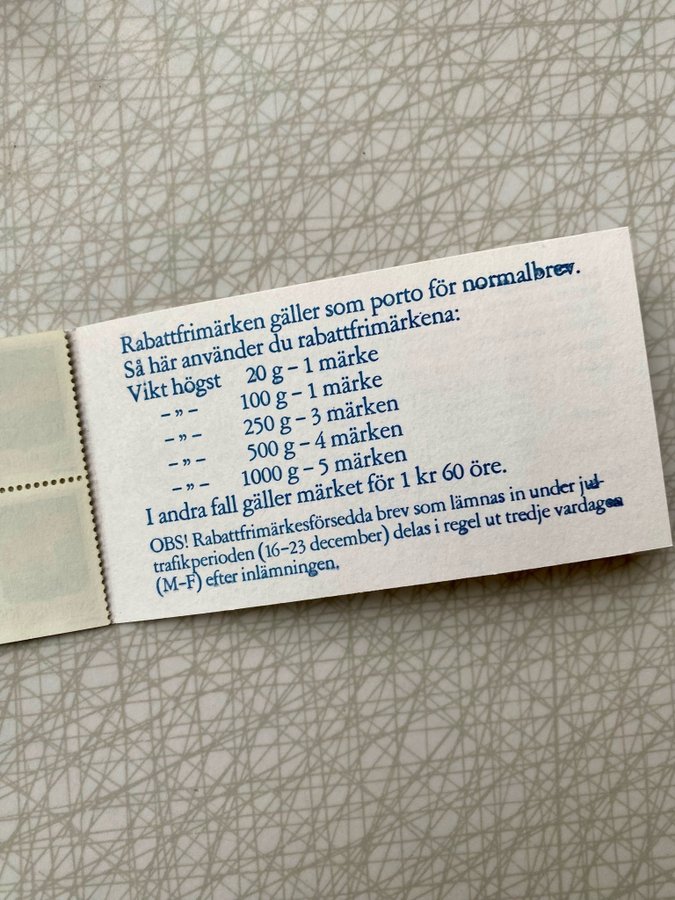 Rabattfrimärken gäller som porto för normalbrev.
Så här använder du rabattfrimärkena:
Vikt högst 20 g – 1 märke
– ” – 100 g – 1 märke
– ” – 250 g – 3 märken
– ” – 500 g – 4 märken
– ” – 1000 g – 5 märken
I andra fall gäller märket för 1 kr 60 öre.
OBS! Rabattfrimärkesförsedda brev som lämnas in under jul-
trafikperioden (16–23 december) delas i regel ut tredje vardagen
(M–F) efter inlämningen.